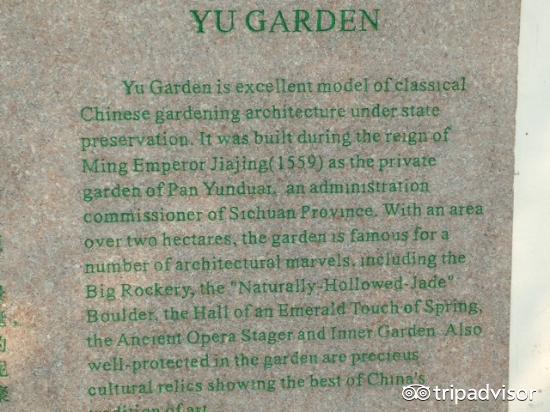 YU GARDEN
Yu Garden is excellent model of classical
Chinese gardening architecture under state
preservation. It was built during the reign of
Ming Emperor Jiajing(1559) as the private
garden of Pan Yunduan, an administration
commissioner of Sichuan Province. With an area
over two hectares, the garden is famous for a
number of architectural marvels, including the
Big Rockery, the "Naturally-Hollowed-Jade"
Boulder, the Hall of an Emerald Touch of Spring,
the Ancient Opera Stager and Inner Garden. Also
well-protected in the garden are precious
cultural relics showing the best of China's
tradition of art.
的
tripadvisor